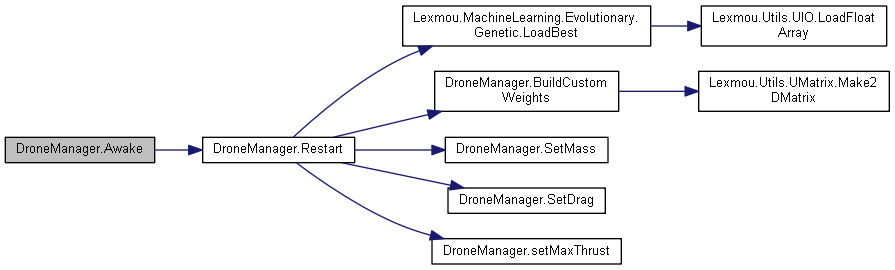 DroneManager.Awake
DroneManager.Restart
Lexmou.MachineLearning.Evolutionary.
Genetic.LoadBest
Lexmou.Utils.UIO.LoadFloat
Array
DroneManager.BuildCustom
Weights
Lexmou.Utils.UMatrix.Make2
DMatrix
DroneManager.SetMass
DroneManager.SetDrag
DroneManager.setMaxThrust